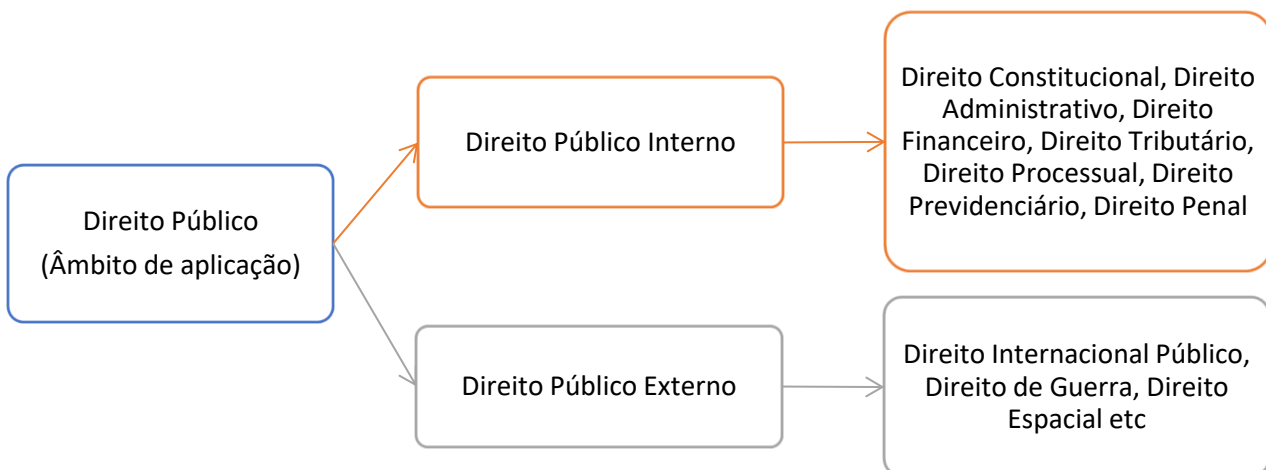 Direito Público
(Âmbito de aplicação)
Direito Público Interno
Direito Constitucional, Direito
Administrativo, Direito
Financeiro, Direito Tributário,
Direito Processual, Direito
Previdenciário, Direito Penal
Direito Público Externo
Direito Internacional Público,
Direito de Guerra, Direito
Espacial etc